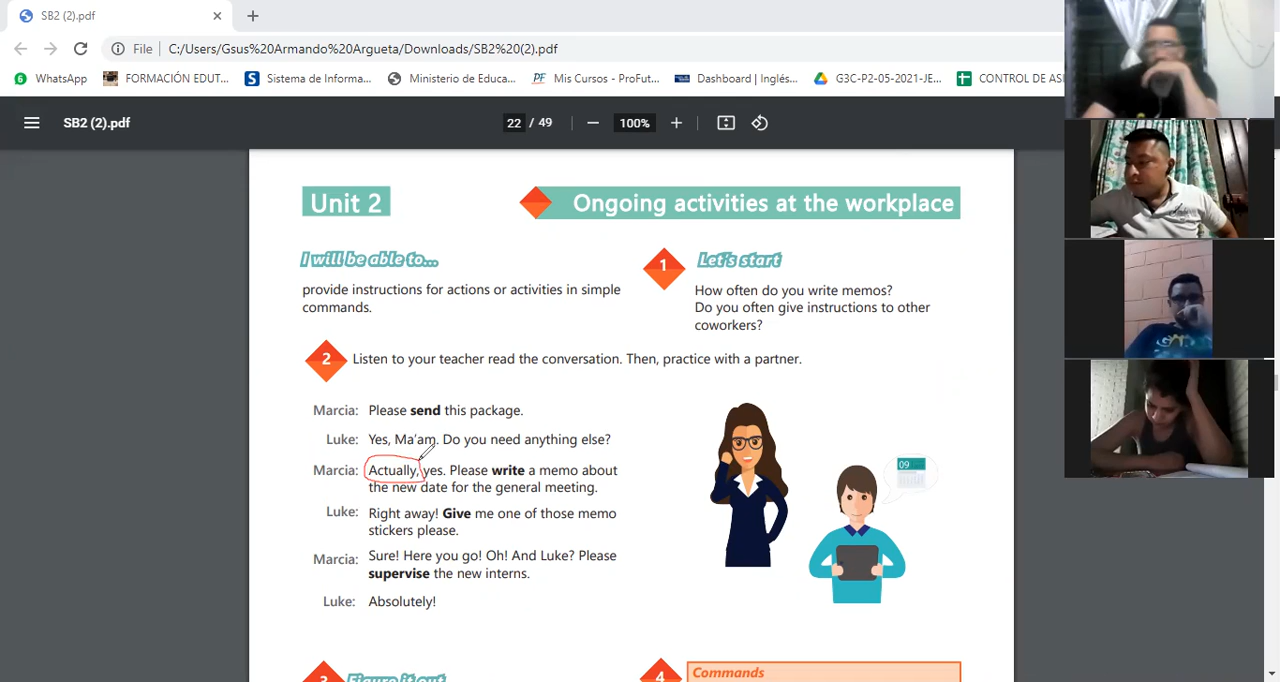 SB2 (2).pdf
File | C:/Users/Gsus%20Armando%20Argueta/Downloads/SB2%20(2).pdf
WhatsApp FORMACIÓN EDUT... Sistema de Informa... Ministerio de Educa... Mis Cursos - ProFut... Dashboard | Inglés,... G3C-P2-05-2021-JE... CONTROL DE ASI
SB2 (2).pdf 22 / 49 100%
Unit 2 Ongoing activities at the workplace
I will be able to...
provide instructions for actions or activities in simple
commands.
1 Let's start
How often do you write memos?
Do you often give instructions to other
coworkers?
2 Listen to your teacher read the conversation. Then, practice with a partner.
Marcia: Please send this package.
Luke: Yes, Ma'am. Do you need anything else?
Marcia: Actually, yes. Please write a memo about
the new date for the general meeting.
Luke: Right away! Give me one of those memo
stickers please.
Marcia: Sure! Here you go! Oh! And Luke? Please
supervise the new interns.
Luke: Absolutely!
09
3 Figure it out
4 Commands